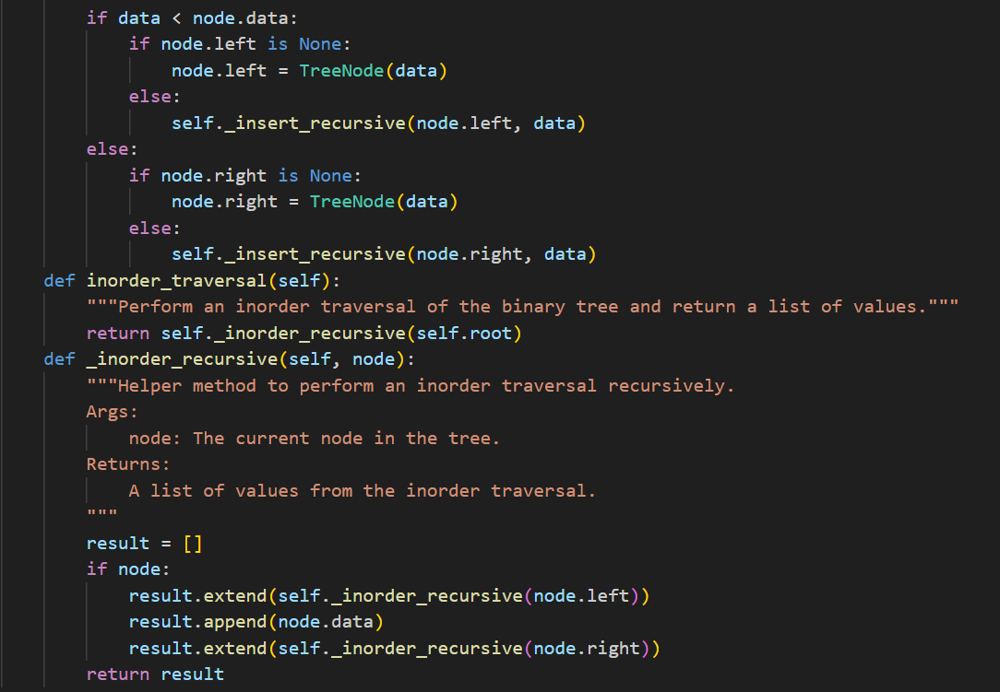 if data < node.data:
            if node.left is None:
                node.left = TreeNode(data)
            else:
                self._insert_recursive(node.left, data)
        else:
            if node.right is None:
                node.right = TreeNode(data)
            else:
                self._insert_recursive(node.right, data)
    def inorder_traversal(self):
        """Perform an inorder traversal of the binary tree and return a list of values."""
        return self._inorder_recursive(self.root)
    def _inorder_recursive(self, node):
        """Helper method to perform an inorder traversal recursively.
        Args:
            node: The current node in the tree.
        Returns:
            A list of values from the inorder traversal.
        """
        result = []
        if node:
            result.extend(self._inorder_recursive(node.left))
            result.append(node.data)
            result.extend(self._inorder_recursive(node.right))
        return result